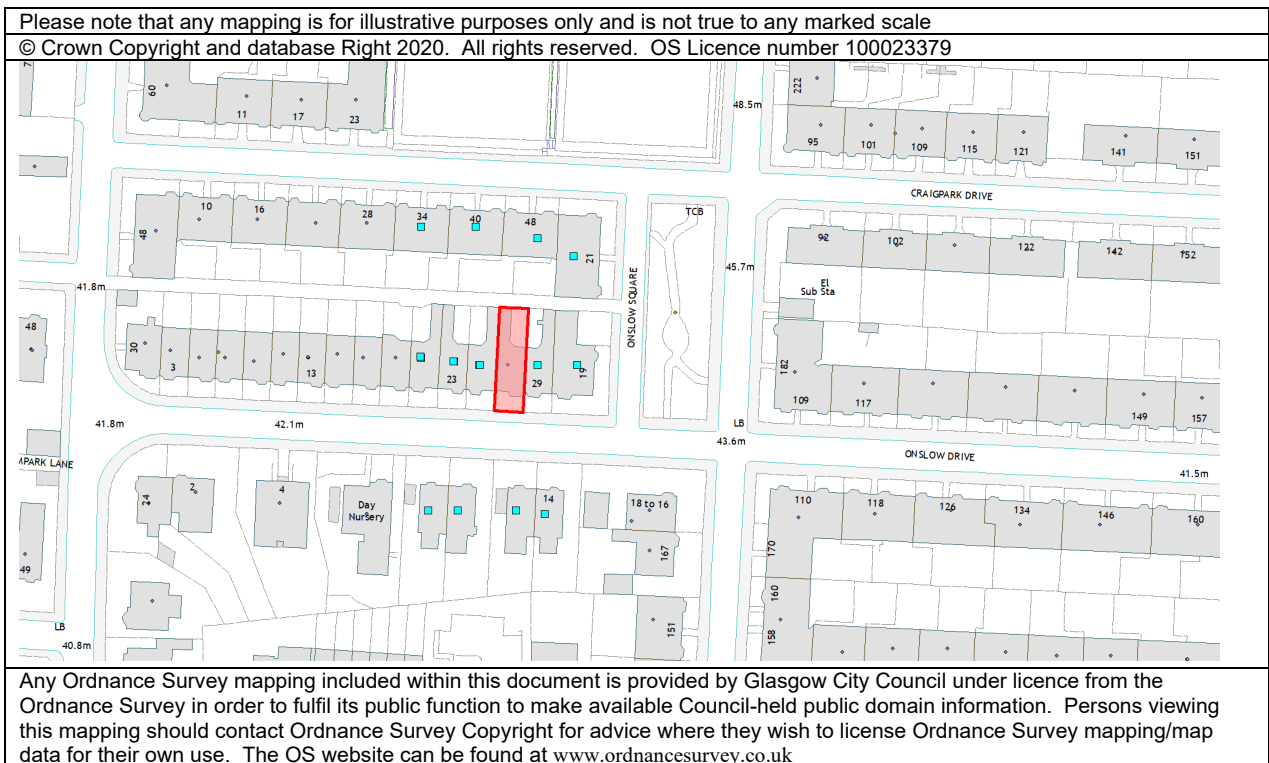 Please note that any mapping is for illustrative purposes only and is not true to any marked scale
© Crown Copyright and database Right 2020. All rights reserved. OS Licence number 100023379
7
60
11
17
23
48.5m
222
95
101
109
115
121
141
151
CRAIGPARK DRIVE
10
16
28
34
40
48
48
21
TCB
ONSLOW SQUARE
45.7m
92
102
122
142
152
El
Sub Sta
41.8m
48
30
3
13
23
29
19
182
109
117
149
157
41.8m
42.1m
LB
43.6m
ONSLOW DRIVE
41.5m
MPARK LANE
24
2
4
Day
Nursery
14
18 to 16
167
110
118
126
134
146
160
170
160
158
49
151
LB
40.8m
Any Ordnance Survey mapping included within this document is provided by Glasgow City Council under licence from the
Ordnance Survey in order to fulfil its public function to make available Council-held public domain information. Persons viewing
this mapping should contact Ordnance Survey Copyright for advice where they wish to license Ordnance Survey mapping/map
data for their own use. The OS website can be found at www.ordnancesurvey.co.uk